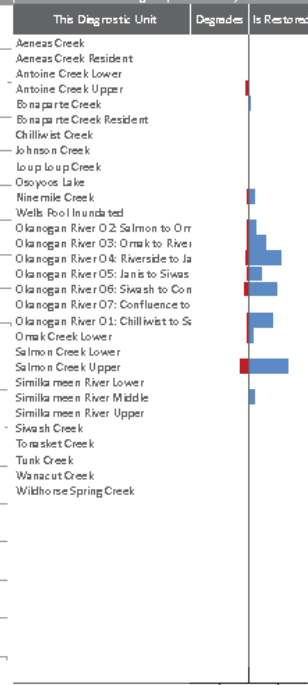 This Diagnostic Unit Degrades Is Restore
Aeneas Creek
Aeneas Creek Resident
Antoine Creek Lower
Antoine Creek Upper
Bonaparte Creek
Bonaparte Creek Resident
Chilliwist Creek
Johnson Creek
Loup Loup Creek
Osoyoos Lake
Ninemile Creek
Wells Pool Inundated
Okanogan River 02: Salmon to Om
Okanogan River 03: Omak to River
Okanogan River 04: Riverside to Ja
Okanogan River 05: Janis to Siwas
Okanogan River 06: Siwash to Con
Okanogan River 07: Confluence to
Okanogan River 01: Chilliwist to Sa
Omak Creek Lower
Salmon Creek Lower
Salmon Creek Upper
Similkameen River Lower
Similkameen River Middle
Similkameen River Upper
Siwash Creek
Tonasket Creek
Tunk Creek
Wanacut Creek
Wildhorse Spring Creek